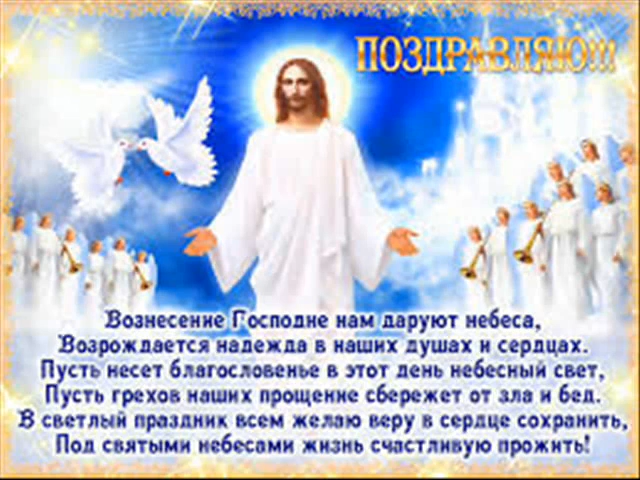 ПОЗДРАВЛЯЮ!!!
Вознесение Господне нам даруют небеса,
Возрождается надежда в наших душах и сердцах.
Пусть несет благословенье в этот день небесный свет,
Пусть грехов наших прощение сбережет от зла и бед.
В светлый праздник всем желаю веру в сердце сохранить,
Под святыми небесами жизнь счастливую прожить!